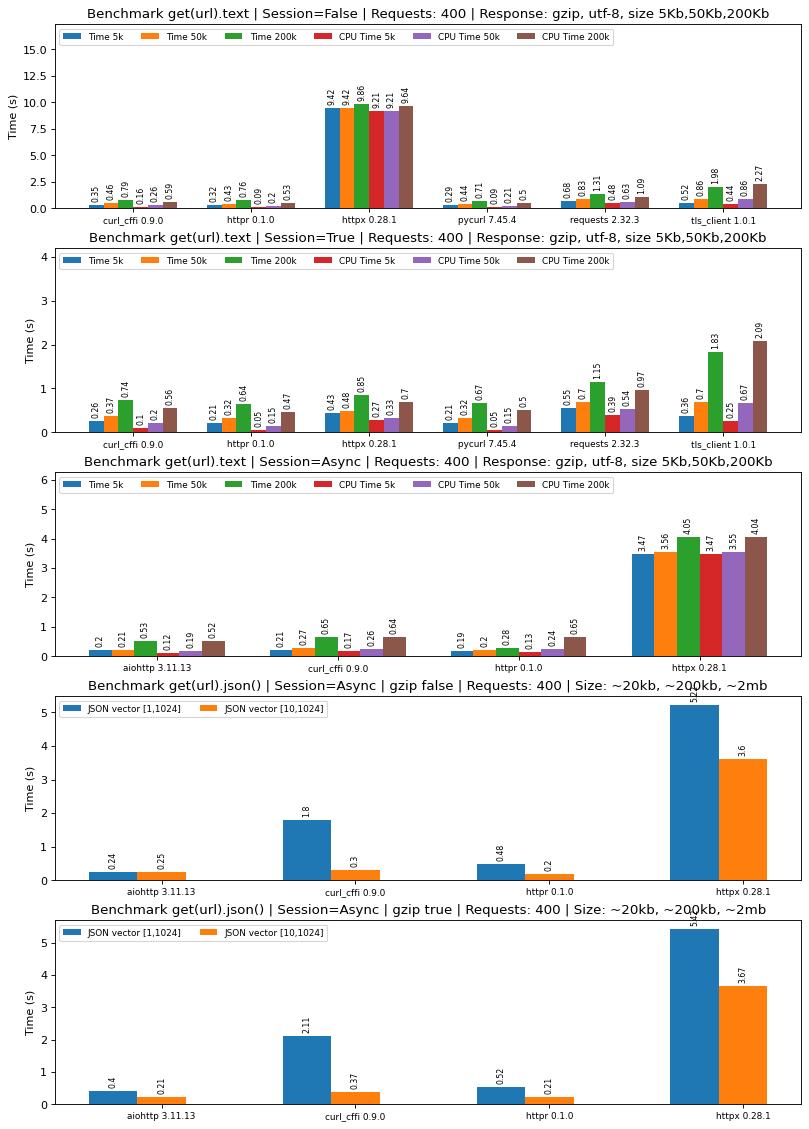 Benchmark get(url).text | Session=False | Requests: 400 | Response: gzip, utf-8, size 5Kb,50Kb,200Kb
Time 5k Time 50k Time 200k CPU Time 5k CPU Time 50k CPU Time 200k
Time (s)
15.0
12.5
10.0
7.5
5.0
2.5
0.0
0.35 0.46 0.79 0.16 0.26 0.59
0.32 0.43 0.76 0.09 0.2 0.53
9.42 9.42 9.86 9.21 9.21 9.64
0.29 0.44 0.71 0.09 0.21 0.5
0.68 0.83 1.31 0.48 0.63 1.09
0.52 0.86 1.98 0.44 0.86 2.27
curl_cffi 0.9.0 httpr 0.1.0 httpx 0.28.1 pycurl 7.45.4 requests 2.32.3 tls_client 1.0.1
Benchmark get(url).text | Session=True | Requests: 400 | Response: gzip, utf-8, size 5Kb,50Kb,200Kb
Time 5k Time 50k Time 200k CPU Time 5k CPU Time 50k CPU Time 200k
Time (s)
4
3
2
1
0
0.26 0.37 0.74 0.1 0.2 0.56
0.21 0.32 0.64 0.05 0.15 0.47
0.43 0.48 0.85 0.27 0.33 0.7
0.21 0.32 0.67 0.05 0.15 0.5
0.55 0.7 1.15 0.39 0.54 0.97
0.36 0.7 1.83 0.25 0.67 2.09
curl_cffi 0.9.0 httpr 0.1.0 httpx 0.28.1 pycurl 7.45.4 requests 2.32.3 tls_client 1.0.1
Benchmark get(url).text | Session=Async | Requests: 400 | Response: gzip, utf-8, size 5Kb,50Kb,200Kb
Time 5k Time 50k Time 200k CPU Time 5k CPU Time 50k CPU Time 200k
Time (s)
6
5
4
3
2
1
0
0.2 0.21 0.53 0.12 0.19 0.52
0.21 0.27 0.65 0.17 0.26 0.64
0.19 0.2 0.28 0.13 0.24 0.65
3.47 3.56 4.05 3.47 3.55 4.04
aiohttp 3.11.13 curl_cffi 0.9.0 httpr 0.1.0 httpx 0.28.1
Benchmark get(url).json() | Session=Async | gzip false | Requests: 400 | Size: ~20kb, ~200kb, ~2mb
JSON vector [1,1024] JSON vector [10,1024]
Time (s)
5
4
3
2
1
0
0.24 0.25
1.8 0.3
0.48 0.2
3.6
aiohttp 3.11.13 curl_cffi 0.9.0 httpr 0.1.0 httpx 0.28.1
Benchmark get(url).json() | Session=Async | gzip true | Requests: 400 | Size: ~20kb, ~200kb, ~2mb
JSON vector [1,1024] JSON vector [10,1024]
Time (s)
5
4
3
2
1
0
0.4 0.21
2.11 0.37
0.52 0.21
3.67
aiohttp 3.11.13 curl_cffi 0.9.0 httpr 0.1.0 httpx 0.28.1